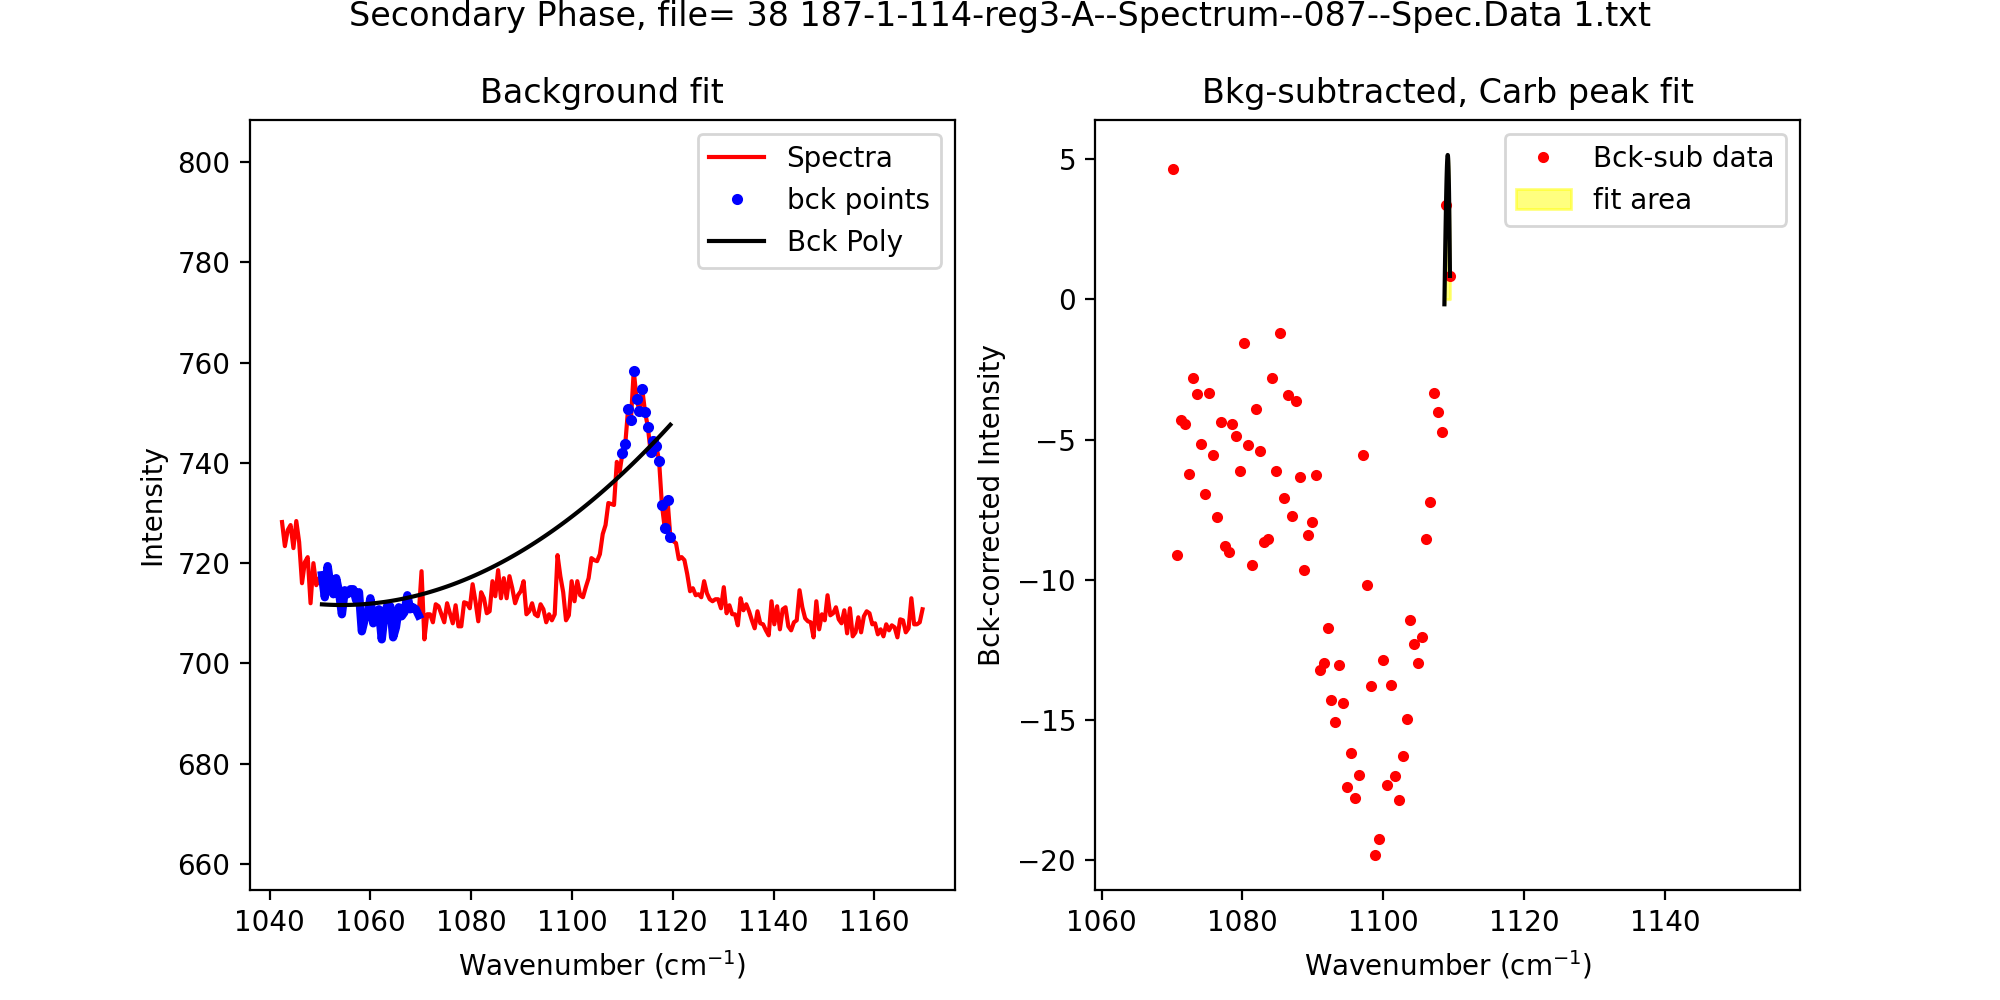 Secondary Phase, file= 38 187-1-114-reg3-A--Spectrum--087--Spec.Data 1.txt
Background fit
Spectra
bck points
Bck Poly
800
780
760
740
720
700
680
660
Intensity
1040 1060 1080 1100 1120 1140 1160
Wavenumber (cm⁻¹)
Bkg-subtracted, Carb peak fit
Bck-sub data
fit area
5
0
−5
−10
−15
−20
Bck-corrected Intensity
1060 1080 1100 1120 1140
Wavenumber (cm⁻¹)